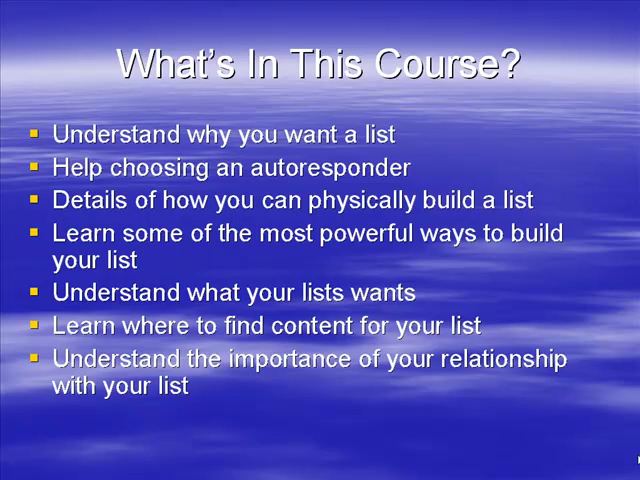 What's In This Course?
Understand why you want a list
Help choosing an autoresponder
Details of how you can physically build a list
Learn some of the most powerful ways to build
your list
Understand what your lists wants
Learn where to find content for your list
Understand the importance of your relationship
with your list